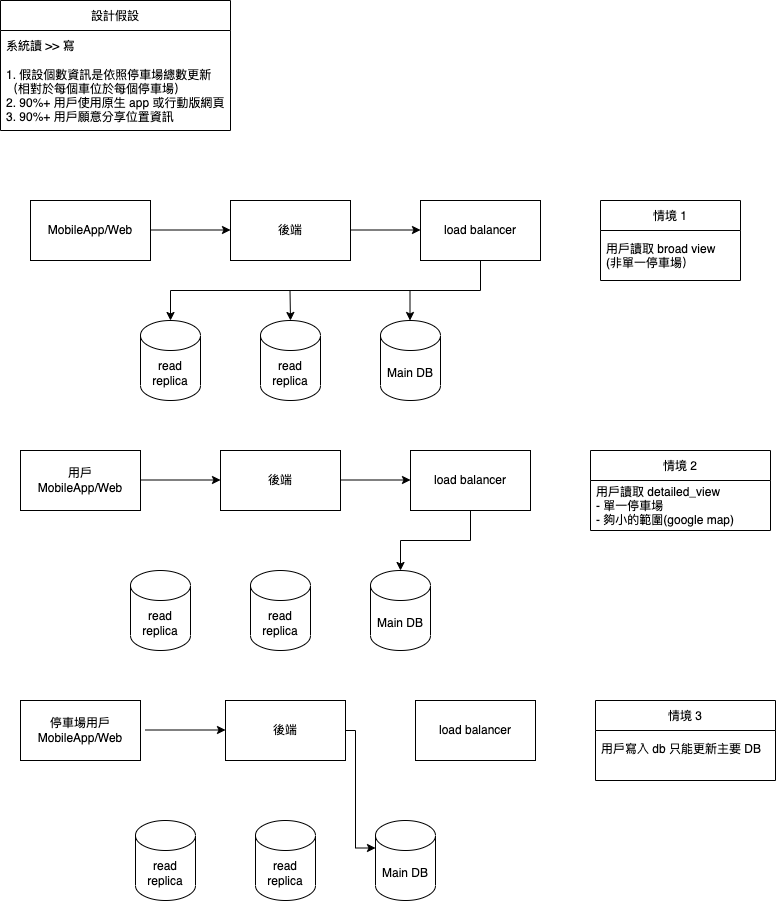 設計假設
系統讀 >> 寫
1. 假設個數資訊是依照停車場總數更新
（相對於每個車位於每個停車場）
2. 90%+ 用戶使用原生 app 或行動版網頁
3. 90%+ 用戶願意分享位置資訊
MobileApp/Web
後端
load balancer
情境 1
用戶讀取 broad view
(非單一停車場）
read
replica
read
replica
Main DB
用戶
MobileApp/Web
後端
load balancer
情境 2
用戶讀取 detailed_view
- 單一停車場
- 夠小的範圍(google map)
read
replica
read
replica
Main DB
停車場用戶
MobileApp/Web
後端
load balancer
情境 3
用戶寫入 db 只能更新主要 DB
read
replica
read
replica
Main DB